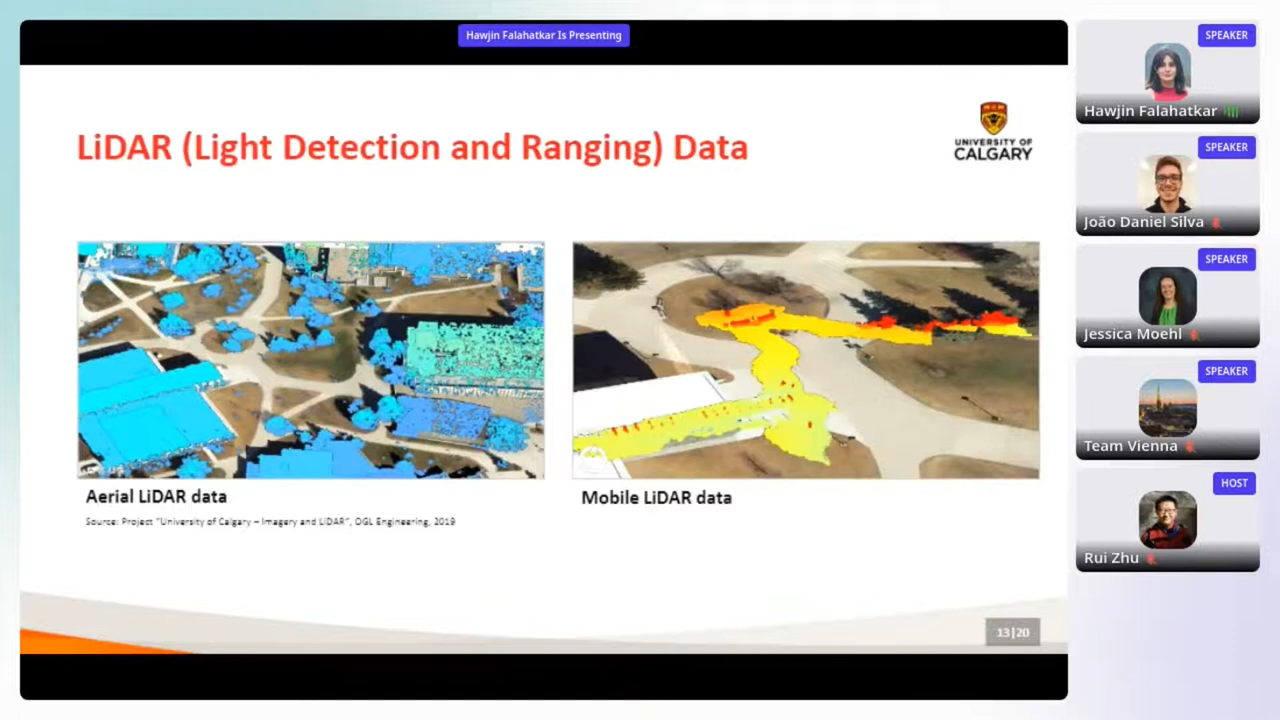 Hawjin Falahatkar Is Presenting
LiDAR (Light Detection and Ranging) Data
UNIVERSITY OF
CALGARY
Aerial LiDAR data
Source: Project "University of Calgary – Imagery and LiDAR", OGL Engineering, 2019
Mobile LiDAR data
13|20
SPEAKER
Hawjin Falahatkar
SPEAKER
João Daniel Silva
SPEAKER
Jessica Moehl
SPEAKER
Team Vienna
HOST
Rui Zhu